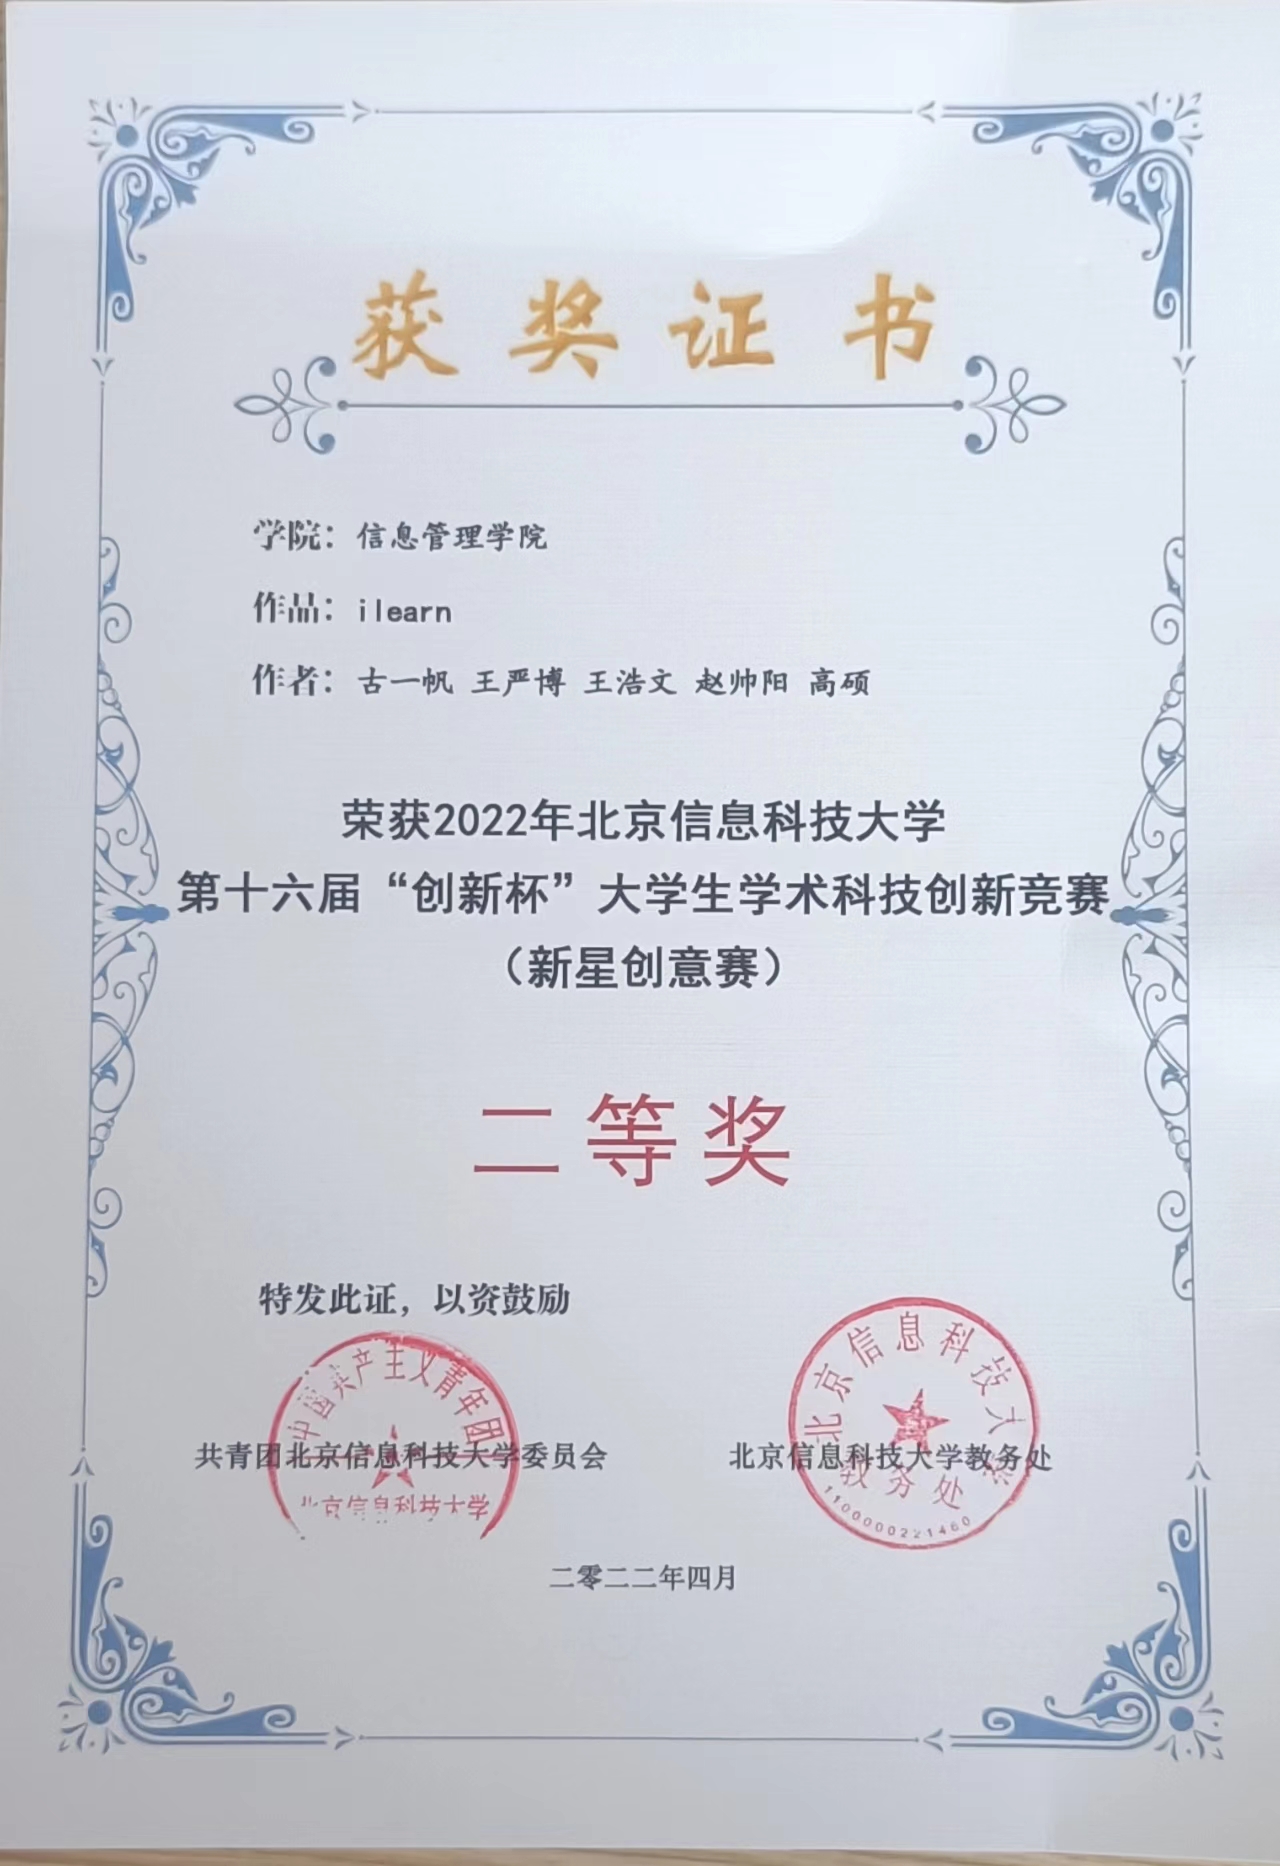 获奖证书
学院：信息管理学院
作品：ilearn
作者：古一帆 王严博 王浩文 赵帅阳 高硕
荣获2022年北京信息科技大学
第十六届“创新杯”大学生学术科技创新竞赛
（新星创意赛）
二等奖
特发此证，以资鼓励
中国共产主义青年团
北京信息科技大学
共青团北京信息科技大学委员会
北京信息科技大学
教务处
1100000221460
北京信息科技大学教务处
二零二二年四月